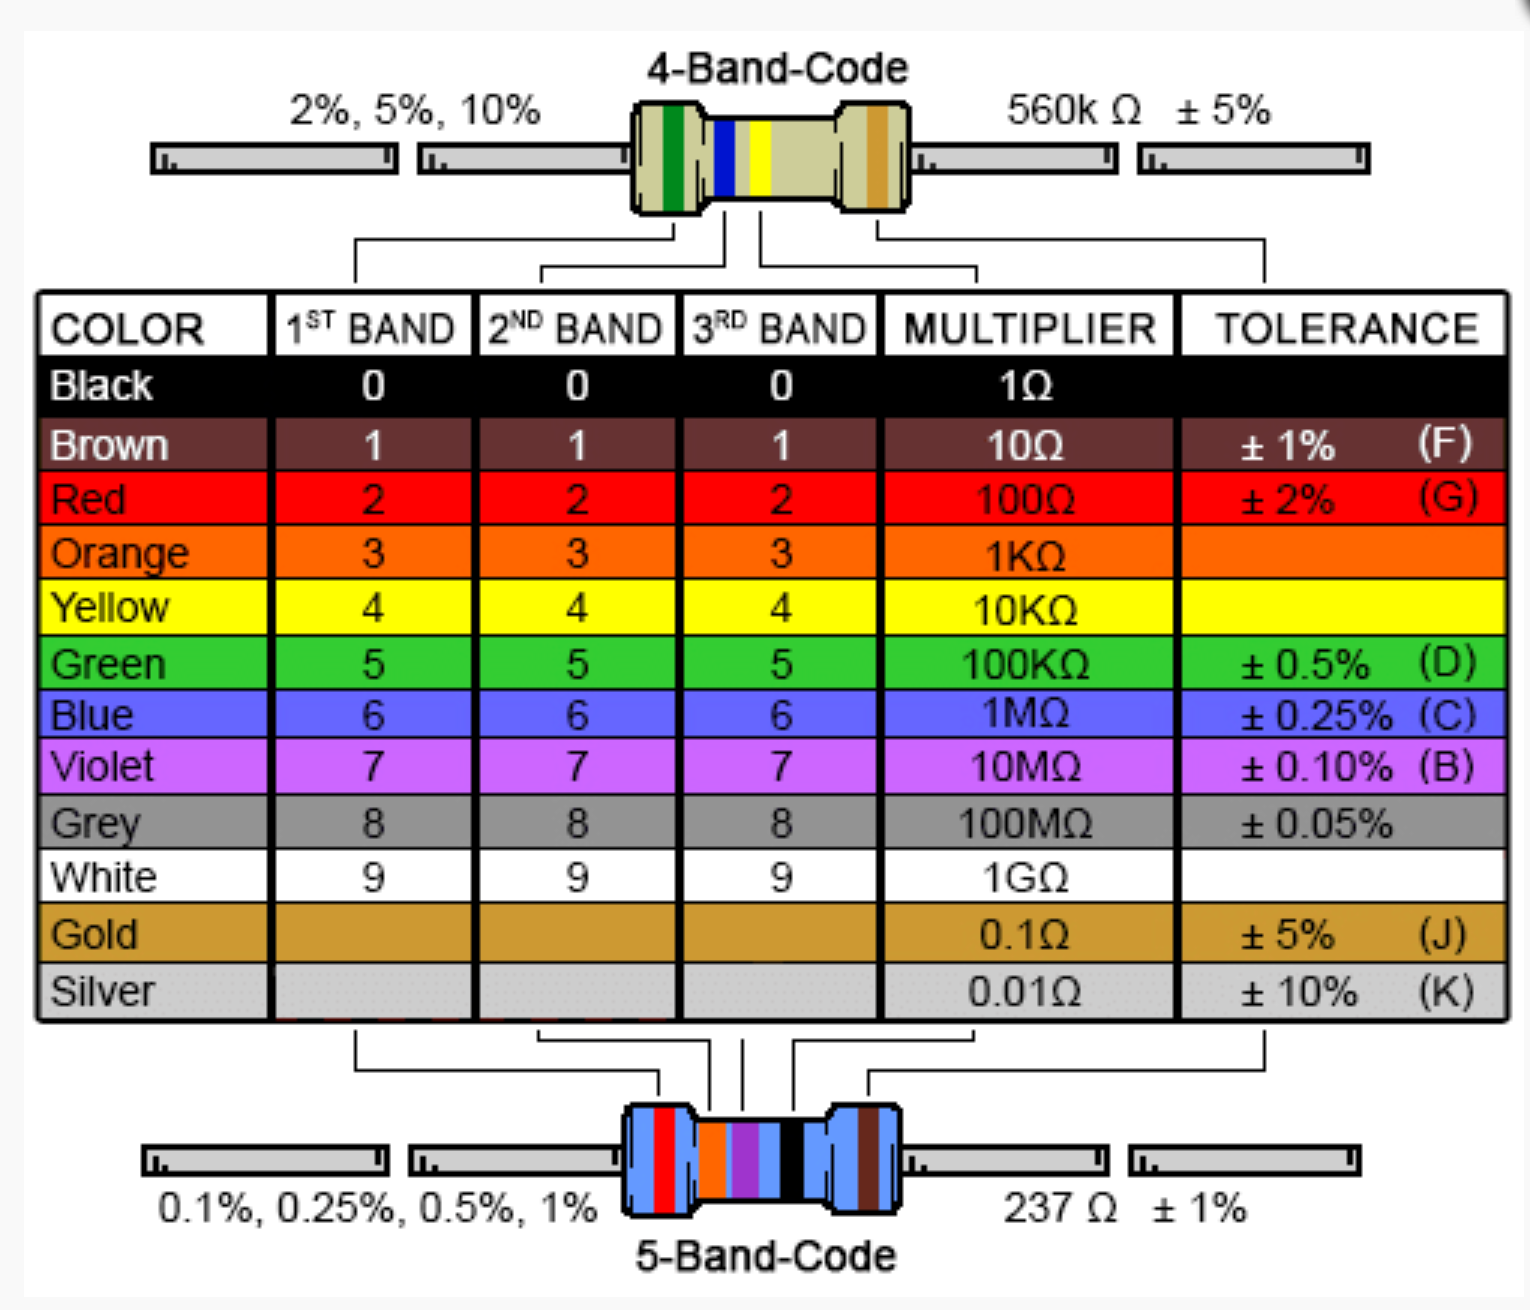 4-Band-Code
2%, 5%, 10%
560k Ω ± 5%
COLOR 1ST BAND 2ND BAND 3RD BAND MULTIPLIER TOLERANCE
Black 0 0 0 1Ω
Brown 1 1 1 10Ω ± 1% (F)
Red 2 2 2 100Ω ± 2% (G)
Orange 3 3 3 1KΩ
Yellow 4 4 4 10KΩ
Green 5 5 5 100KΩ ± 0.5% (D)
Blue 6 6 6 1MΩ ± 0.25% (C)
Violet 7 7 7 10MΩ ± 0.10% (B)
Grey 8 8 8 100MΩ ± 0.05%
White 9 9 9 1GΩ
Gold 0.1Ω ± 5% (J)
Silver 0.01Ω ± 10% (K)
0.1%, 0.25%, 0.5%, 1%
237 Ω ± 1%
5-Band-Code